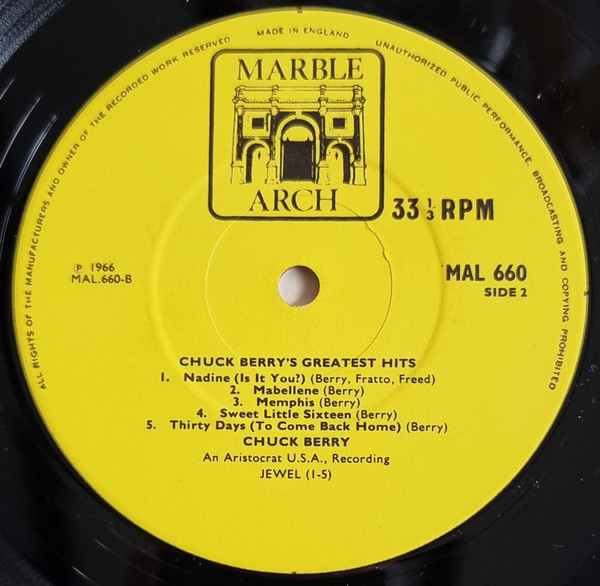 ALL RIGHTS OF THE MANUFACTURERS AND OWNER OF THE RECORDED WORK RESERVED
MADE IN ENGLAND
UNAUTHORIZED PUBLIC PERFORMANCE, BROADCASTING AND COPYING PROHIBITED
MARBLE
ARCH
33⅓ RPM
℗ 1966
MAL.660-B
MAL 660
SIDE 2
CHUCK BERRY'S GREATEST HITS
1. Nadine (Is It You?) (Berry, Fratto, Freed)
2. Mabellene (Berry)
3. Memphis (Berry)
4. Sweet Little Sixteen (Berry)
5. Thirty Days (To Come Back Home) (Berry)
CHUCK BERRY
An Aristocrat U.S.A., Recording
JEWEL (1-5)